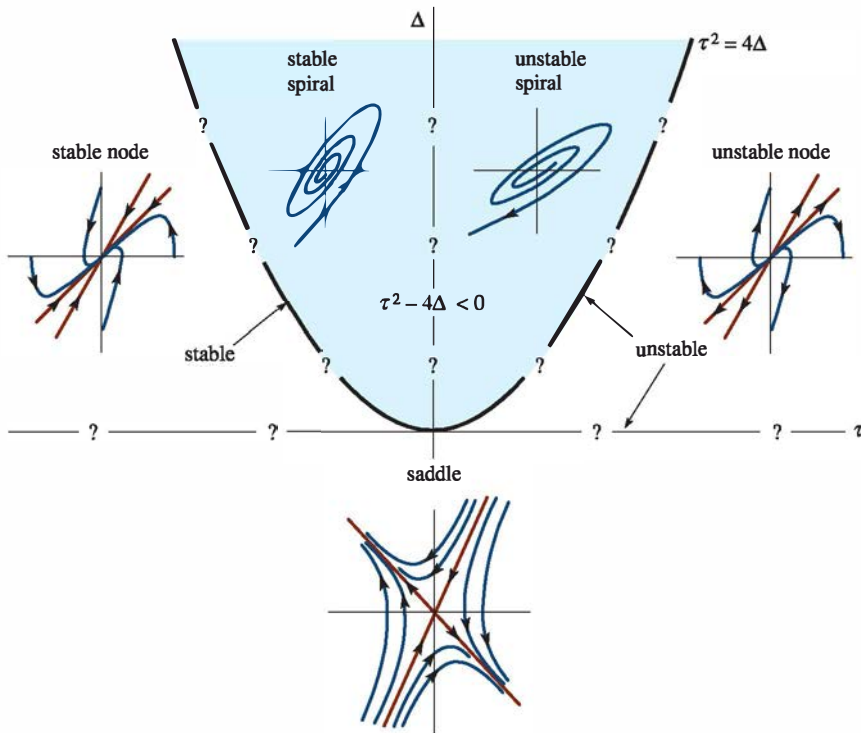 Δ
τ² = 4Δ
stable
spiral
unstable
spiral
? ? ?
stable node
unstable node
? ? ?
τ² − 4Δ < 0
stable
unstable
? ? ?
? ? ? ? τ
saddle